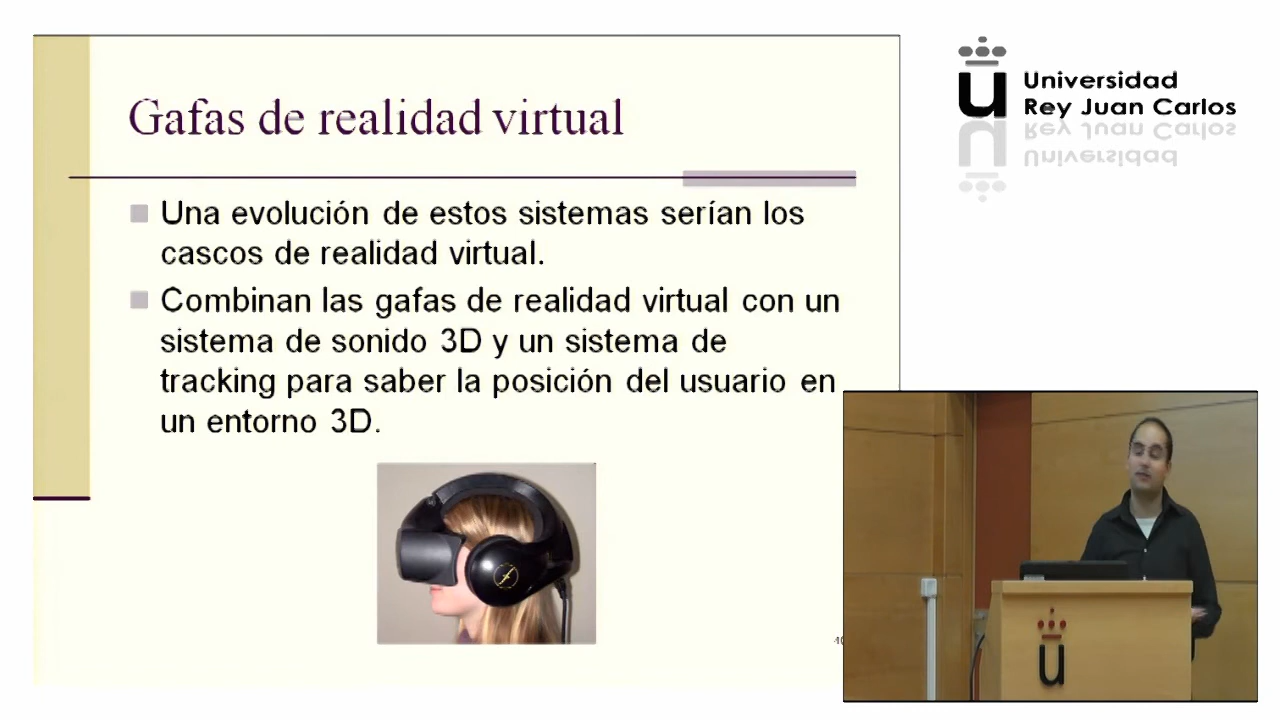 Gafas de realidad virtual
Una evolución de estos sistemas serían los
cascos de realidad virtual.
Combinan las gafas de realidad virtual con un
sistema de sonido 3D y un sistema de
tracking para saber la posición del usuario en
un entorno 3D.
Universidad
Rey Juan Carlos